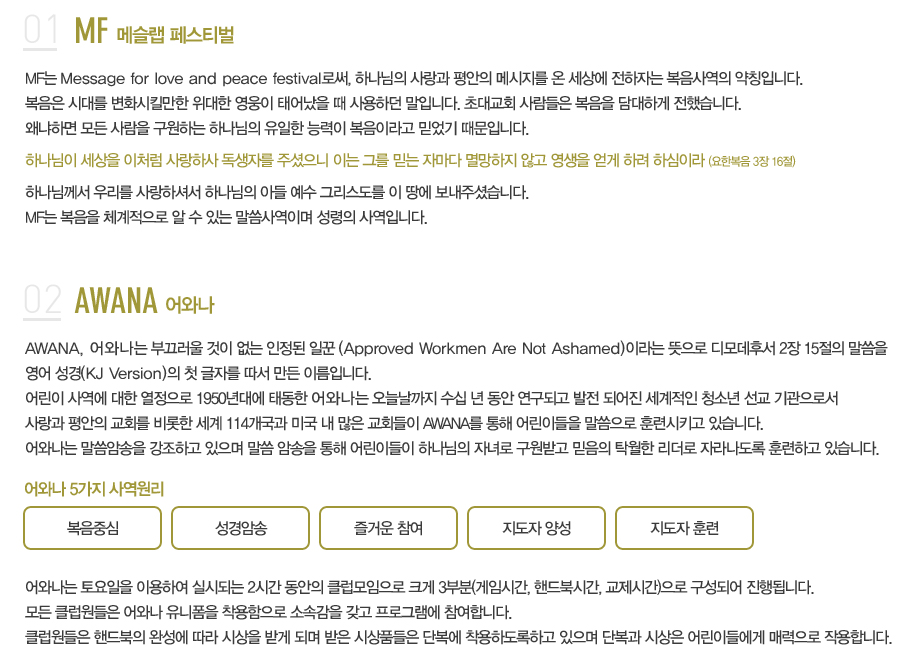 01 MF 메슬랩 페스티벌
MF는 Message for love and peace festival로써, 하나님의 사랑과 평안의 메시지를 온 세상에 전하자는 복음사역의 약칭입니다.
복음은 시대를 변화시킬만한 위대한 영웅이 태어났을 때 사용하던 말입니다. 초대교회 사람들은 복음을 담대하게 전했습니다.
왜냐하면 모든 사람을 구원하는 하나님의 유일한 능력이 복음이라고 믿었기 때문입니다.
하나님이 세상을 이처럼 사랑하사 독생자를 주셨으니 이는 그를 믿는 자마다 멸망하지 않고 영생을 얻게 하려 하심이라 (요한복음 3장 16절)
하나님께서 우리를 사랑하셔서 하나님의 아들 예수 그리스도를 이 땅에 보내주셨습니다.
MF는 복음을 체계적으로 알 수 있는 말씀사역이며 성령의 사역입니다.
02 AWANA 어와나
AWANA, 어와나는 부끄러울 것이 없는 인정된 일꾼 (Approved Workmen Are Not Ashamed)이라는 뜻으로 디모데후서 2장 15절의 말씀을
영어 성경(KJ Version)의 첫 글자를 따서 만든 이름입니다.
어린이 사역에 대한 열정으로 1950년대에 태동한 어와나는 오늘날까지 수십 년 동안 연구되고 발전 되어진 세계적인 청소년 선교 기관으로서
사랑과 평안의 교회를 비롯한 세계 114개국과 미국 내 많은 교회들이 AWANA를 통해 어린이들을 말씀으로 훈련시키고 있습니다.
어와나는 말씀암송을 강조하고 있으며 말씀 암송을 통해 어린이들이 하나님의 자녀로 구원받고 믿음의 탁월한 리더로 자라나도록 훈련하고 있습니다.
어와나 5가지 사역원리
복음중심 성경암송 즐거운 참여 지도자 양성 지도자 훈련
어와나는 토요일을 이용하여 실시되는 2시간 동안의 클럽모임으로 크게 3부분(게임시간, 핸드북시간, 교제시간)으로 구성되어 진행됩니다.
모든 클럽원들은 어와나 유니폼을 착용함으로 소속감을 갖고 프로그램에 참여합니다.
클럽원들은 핸드북의 완성에 따라 시상을 받게 되며 받은 시상품들은 단복에 착용하도록하고 있으며 단복과 시상은 어린이들에게 매력으로 작용합니다.